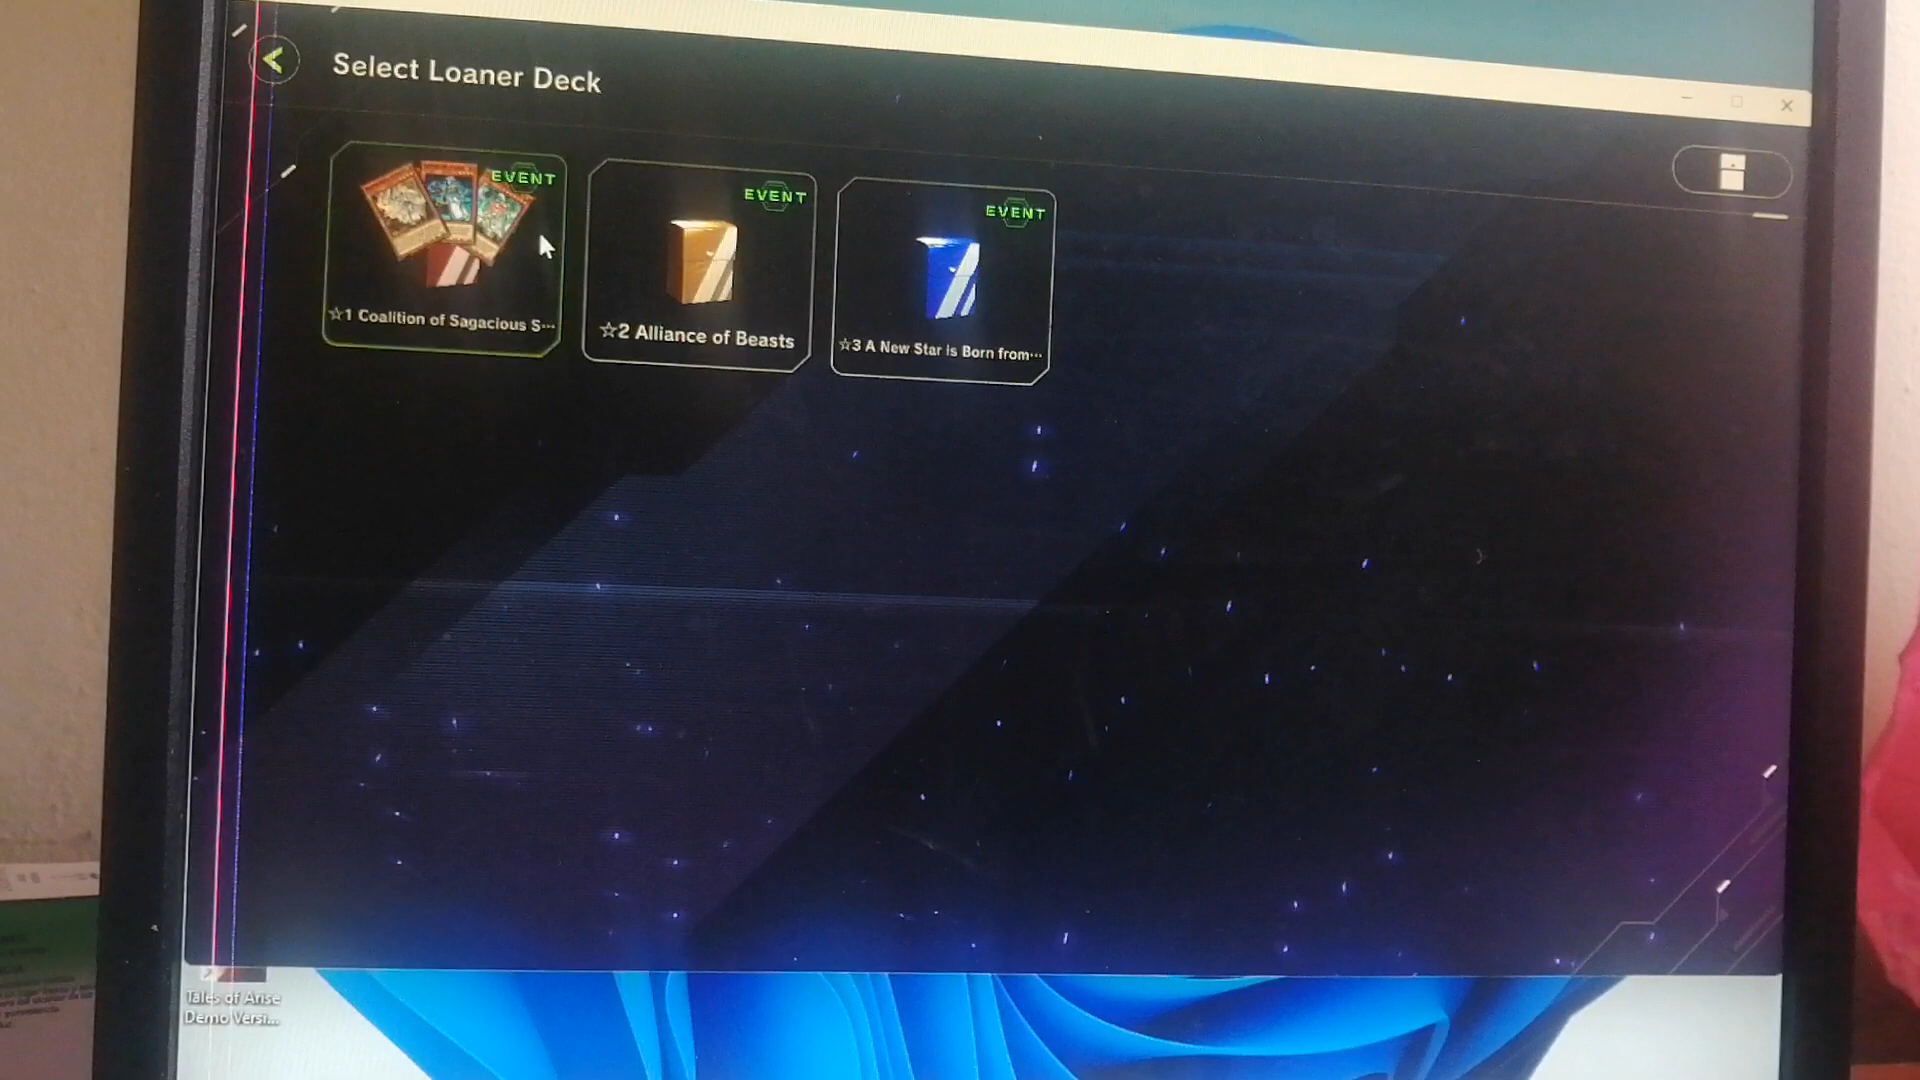 Select Loaner Deck
EVENT
EVENT
EVENT
☆1 Coalition of Sagacious S…
☆2 Alliance of Beasts
☆3 A New Star is Born from…
Tales of Arise
Demo Versi...